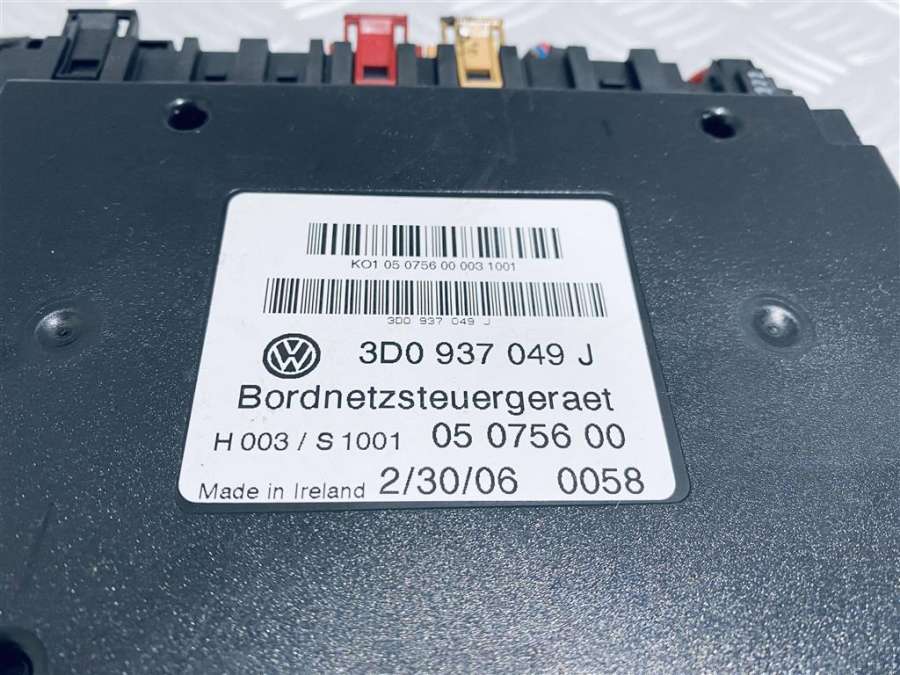 KO1 05 0756 00 003 1001
3D0 937 049 J
3D0 937 049 J
Bordnetzsteuergeraet
H 003 / S 1001 05 0756 00
Made in Ireland 2/30/06 0058